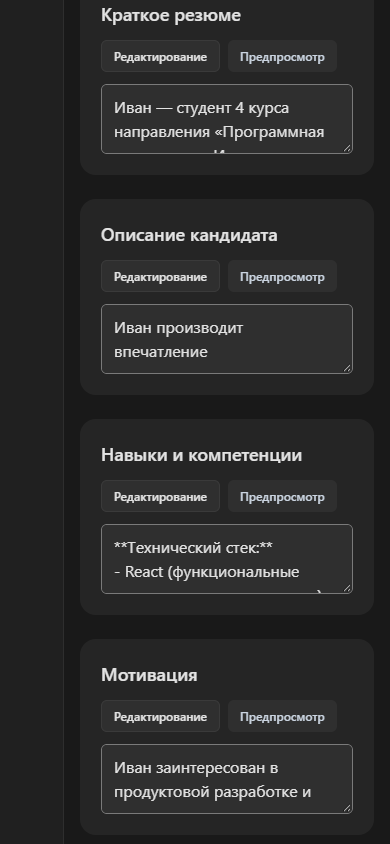 Краткое резюме
Редактирование Предпросмотр
Иван — студент 4 курса
направления «Программная
Описание кандидата
Редактирование Предпросмотр
Иван производит
впечатление
Навыки и компетенции
Редактирование Предпросмотр
**Технический стек:**
- React (функциональные
Мотивация
Редактирование Предпросмотр
Иван заинтересован в
продуктовой разработке и